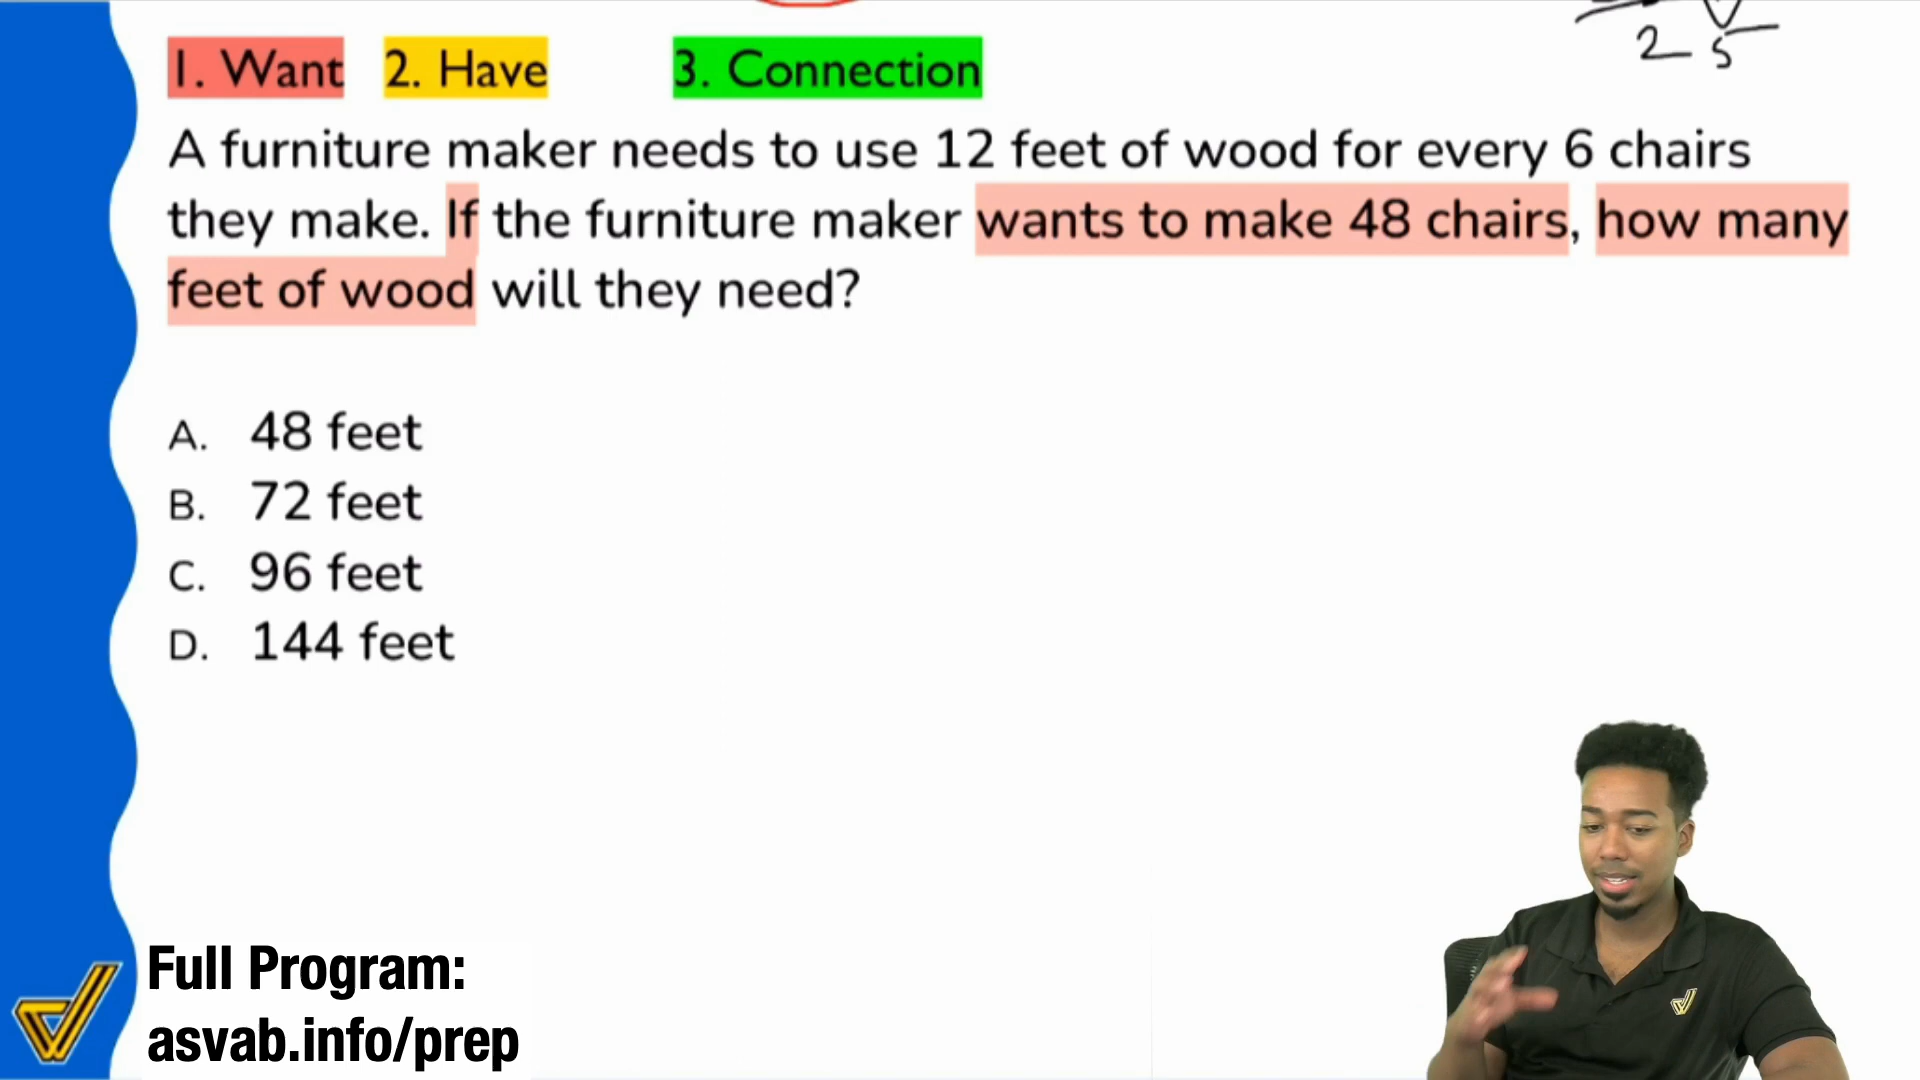 2 5
1. Want 2. Have 3. Connection
A furniture maker needs to use 12 feet of wood for every 6 chairs
they make. If the furniture maker wants to make 48 chairs, how many
feet of wood will they need?
A. 48 feet
B. 72 feet
C. 96 feet
D. 144 feet
Full Program:
asvab.info/prep